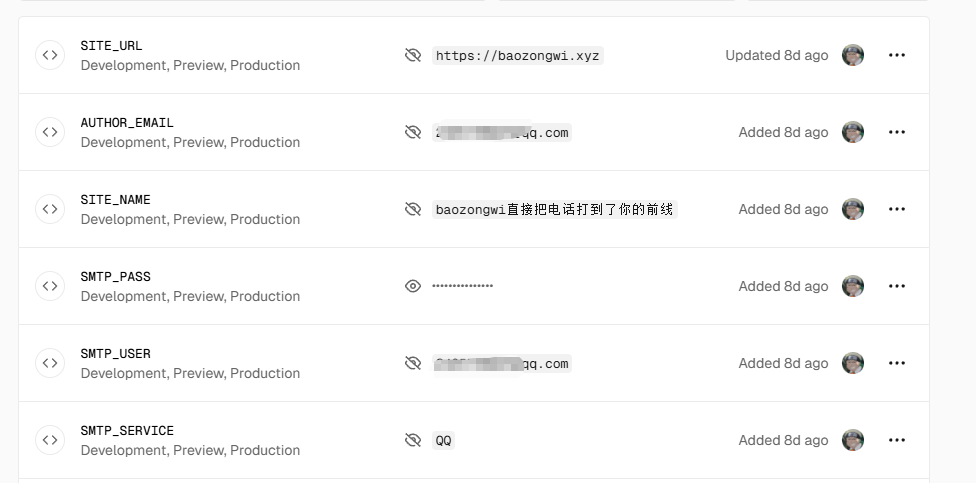 SITE_URL
Development, Preview, Production
https://baozongwi.xyz
Updated 8d ago
AUTHOR_EMAIL
Development, Preview, Production
qq.com
Added 8d ago
SITE_NAME
Development, Preview, Production
baozongwi直接把电话打到了你的前线
Added 8d ago
SMTP_PASS
Development, Preview, Production
•••••••••••••••
Added 8d ago
SMTP_USER
Development, Preview, Production
qq.com
Added 8d ago
SMTP_SERVICE
Development, Preview, Production
QQ
Added 8d ago